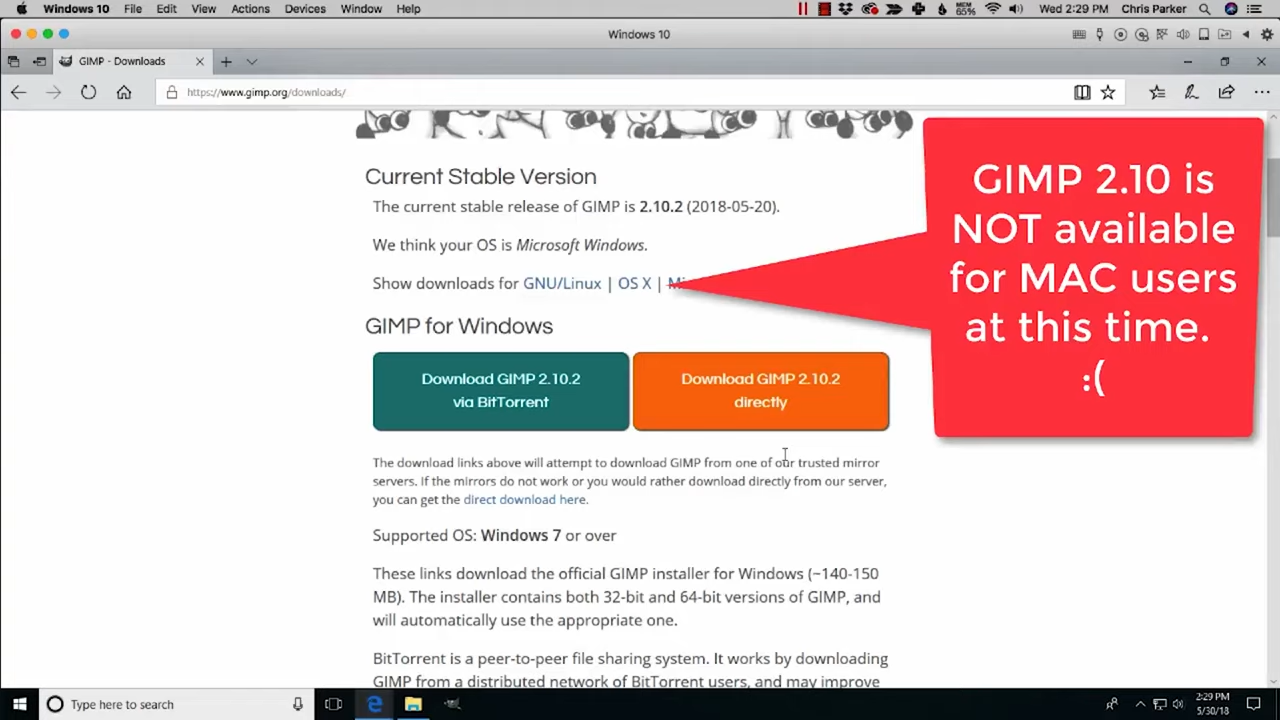 Windows 10 File Edit View Actions Devices Window Help MEM 65% Wed 2:29 PM Chris Parker
Windows 10
GIMP - Downloads
https://www.gimp.org/downloads/
Current Stable Version
The current stable release of GIMP is 2.10.2 (2018-05-20).
We think your OS is Microsoft Windows.
Show downloads for GNU/Linux | OS X | Mi
GIMP for Windows
Download GIMP 2.10.2
via BitTorrent
Download GIMP 2.10.2
directly
The download links above will attempt to download GIMP from one of our trusted mirror
servers. If the mirrors do not work or you would rather download directly from our server,
you can get the direct download here.
Supported OS: Windows 7 or over
These links download the official GIMP installer for Windows (~140-150
MB). The installer contains both 32-bit and 64-bit versions of GIMP, and
will automatically use the appropriate one.
BitTorrent is a peer-to-peer file sharing system. It works by downloading
GIMP from a distributed network of BitTorrent users, and may improve
GIMP 2.10 is
NOT available
for MAC users
at this time.
:(
Type here to search
2:29 PM
5/30/18